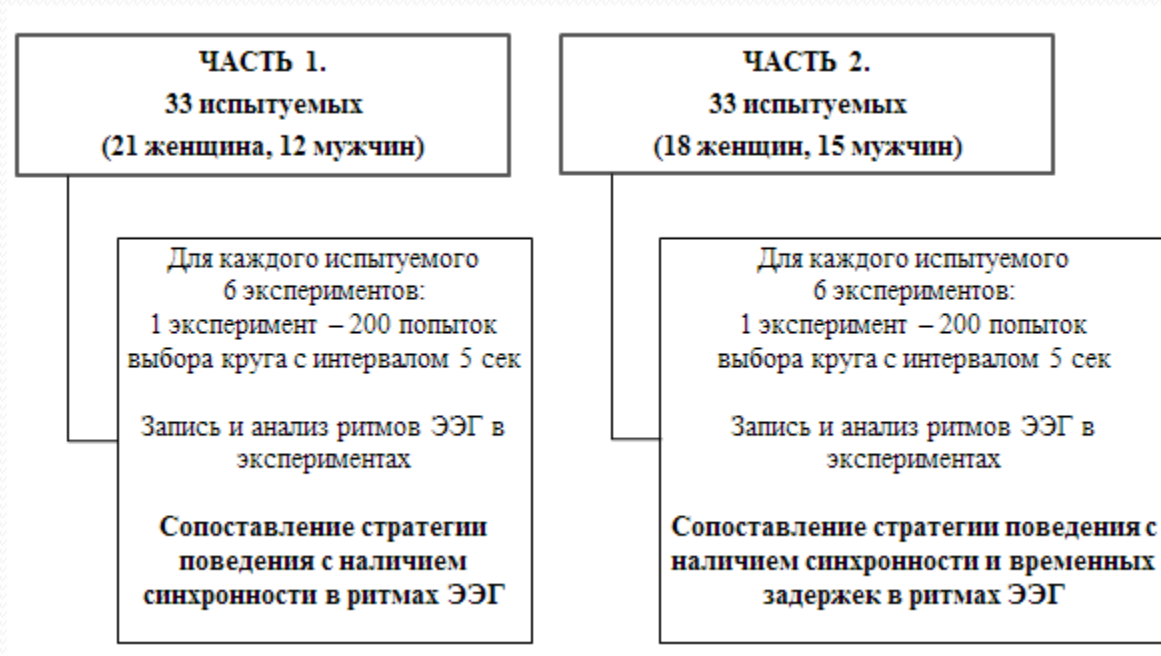 ЧАСТЬ 1.
33 испытуемых
(21 женщина, 12 мужчин)
Для каждого испытуемого
6 экспериментов:
1 эксперимент – 200 попыток
выбора круга с интервалом 5 сек
Запись и анализ ритмов ЭЭГ в
экспериментах
Сопоставление стратегии
поведения с наличием
синхронности в ритмах ЭЭГ
ЧАСТЬ 2.
33 испытуемых
(18 женщин, 15 мужчин)
Для каждого испытуемого
6 экспериментов:
1 эксперимент – 200 попыток
выбора круга с интервалом 5 сек
Запись и анализ ритмов ЭЭГ в
экспериментах
Сопоставление стратегии поведения с
наличием синхронности и временных
задержек в ритмах ЭЭГ